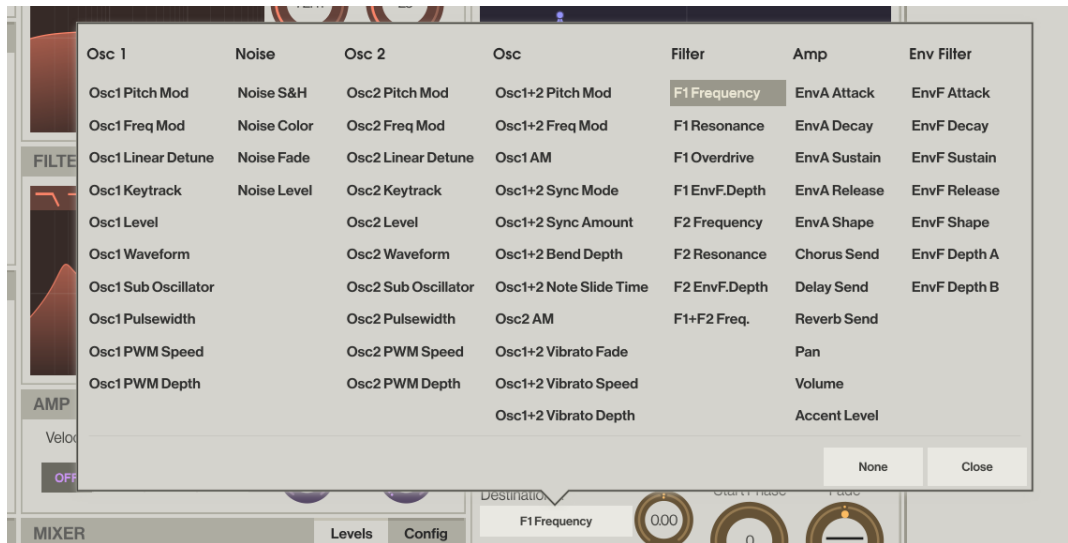 Osc 1
Osc1 Pitch Mod
Osc1 Freq Mod
Osc1 Linear Detune
Osc1 Keytrack
Osc1 Level
Osc1 Waveform
Osc1 Sub Oscillator
Osc1 Pulsewidth
Osc1 PWM Speed
Osc1 PWM Depth
Noise
Noise S&H
Noise Color
Noise Fade
Noise Level
Osc 2
Osc2 Pitch Mod
Osc2 Freq Mod
Osc2 Linear Detune
Osc2 Keytrack
Osc2 Level
Osc2 Waveform
Osc2 Sub Oscillator
Osc2 Pulsewidth
Osc2 PWM Speed
Osc2 PWM Depth
Osc
Osc1+2 Pitch Mod
Osc1+2 Freq Mod
Osc1 AM
Osc1+2 Sync Mode
Osc1+2 Sync Amount
Osc1+2 Bend Depth
Osc1+2 Note Slide Time
Osc2 AM
Osc1+2 Vibrato Fade
Osc1+2 Vibrato Speed
Osc1+2 Vibrato Depth
Filter
F1 Frequency
F1 Resonance
F1 Overdrive
F1 EnvF.Depth
F2 Frequency
F2 Resonance
F2 EnvF.Depth
F1+F2 Freq.
Amp
EnvA Attack
EnvA Decay
EnvA Sustain
EnvA Release
EnvA Shape
Chorus Send
Delay Send
Reverb Send
Pan
Volume
Accent Level
Env Filter
EnvF Attack
EnvF Decay
EnvF Sustain
EnvF Release
EnvF Shape
EnvF Depth A
EnvF Depth B
None
Close
AMP
MIXER
Levels
Config
F1 Frequency
0.00
0